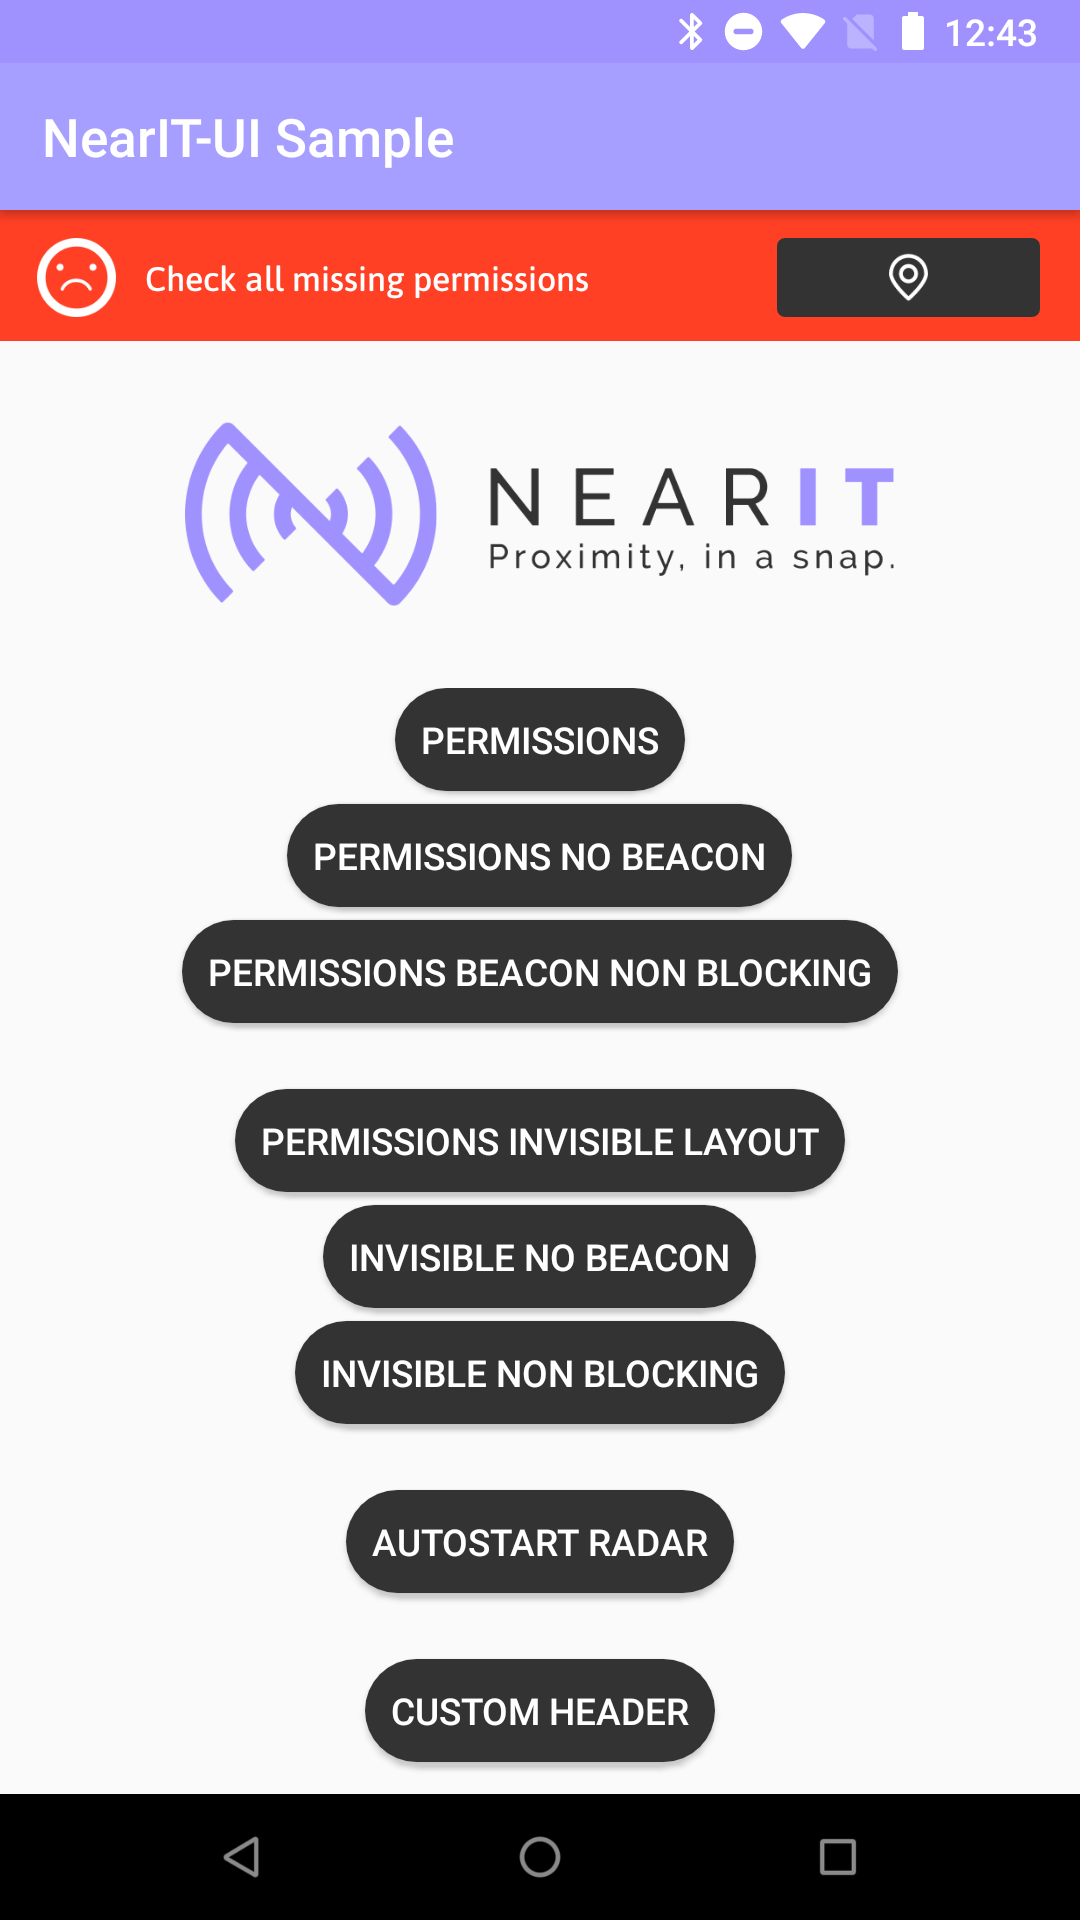 12:43
NearIT-UI Sample
Check all missing permissions
NEARIT
Proximity, in a snap.
PERMISSIONS
PERMISSIONS NO BEACON
PERMISSIONS BEACON NON BLOCKING
PERMISSIONS INVISIBLE LAYOUT
INVISIBLE NO BEACON
INVISIBLE NON BLOCKING
AUTOSTART RADAR
CUSTOM HEADER